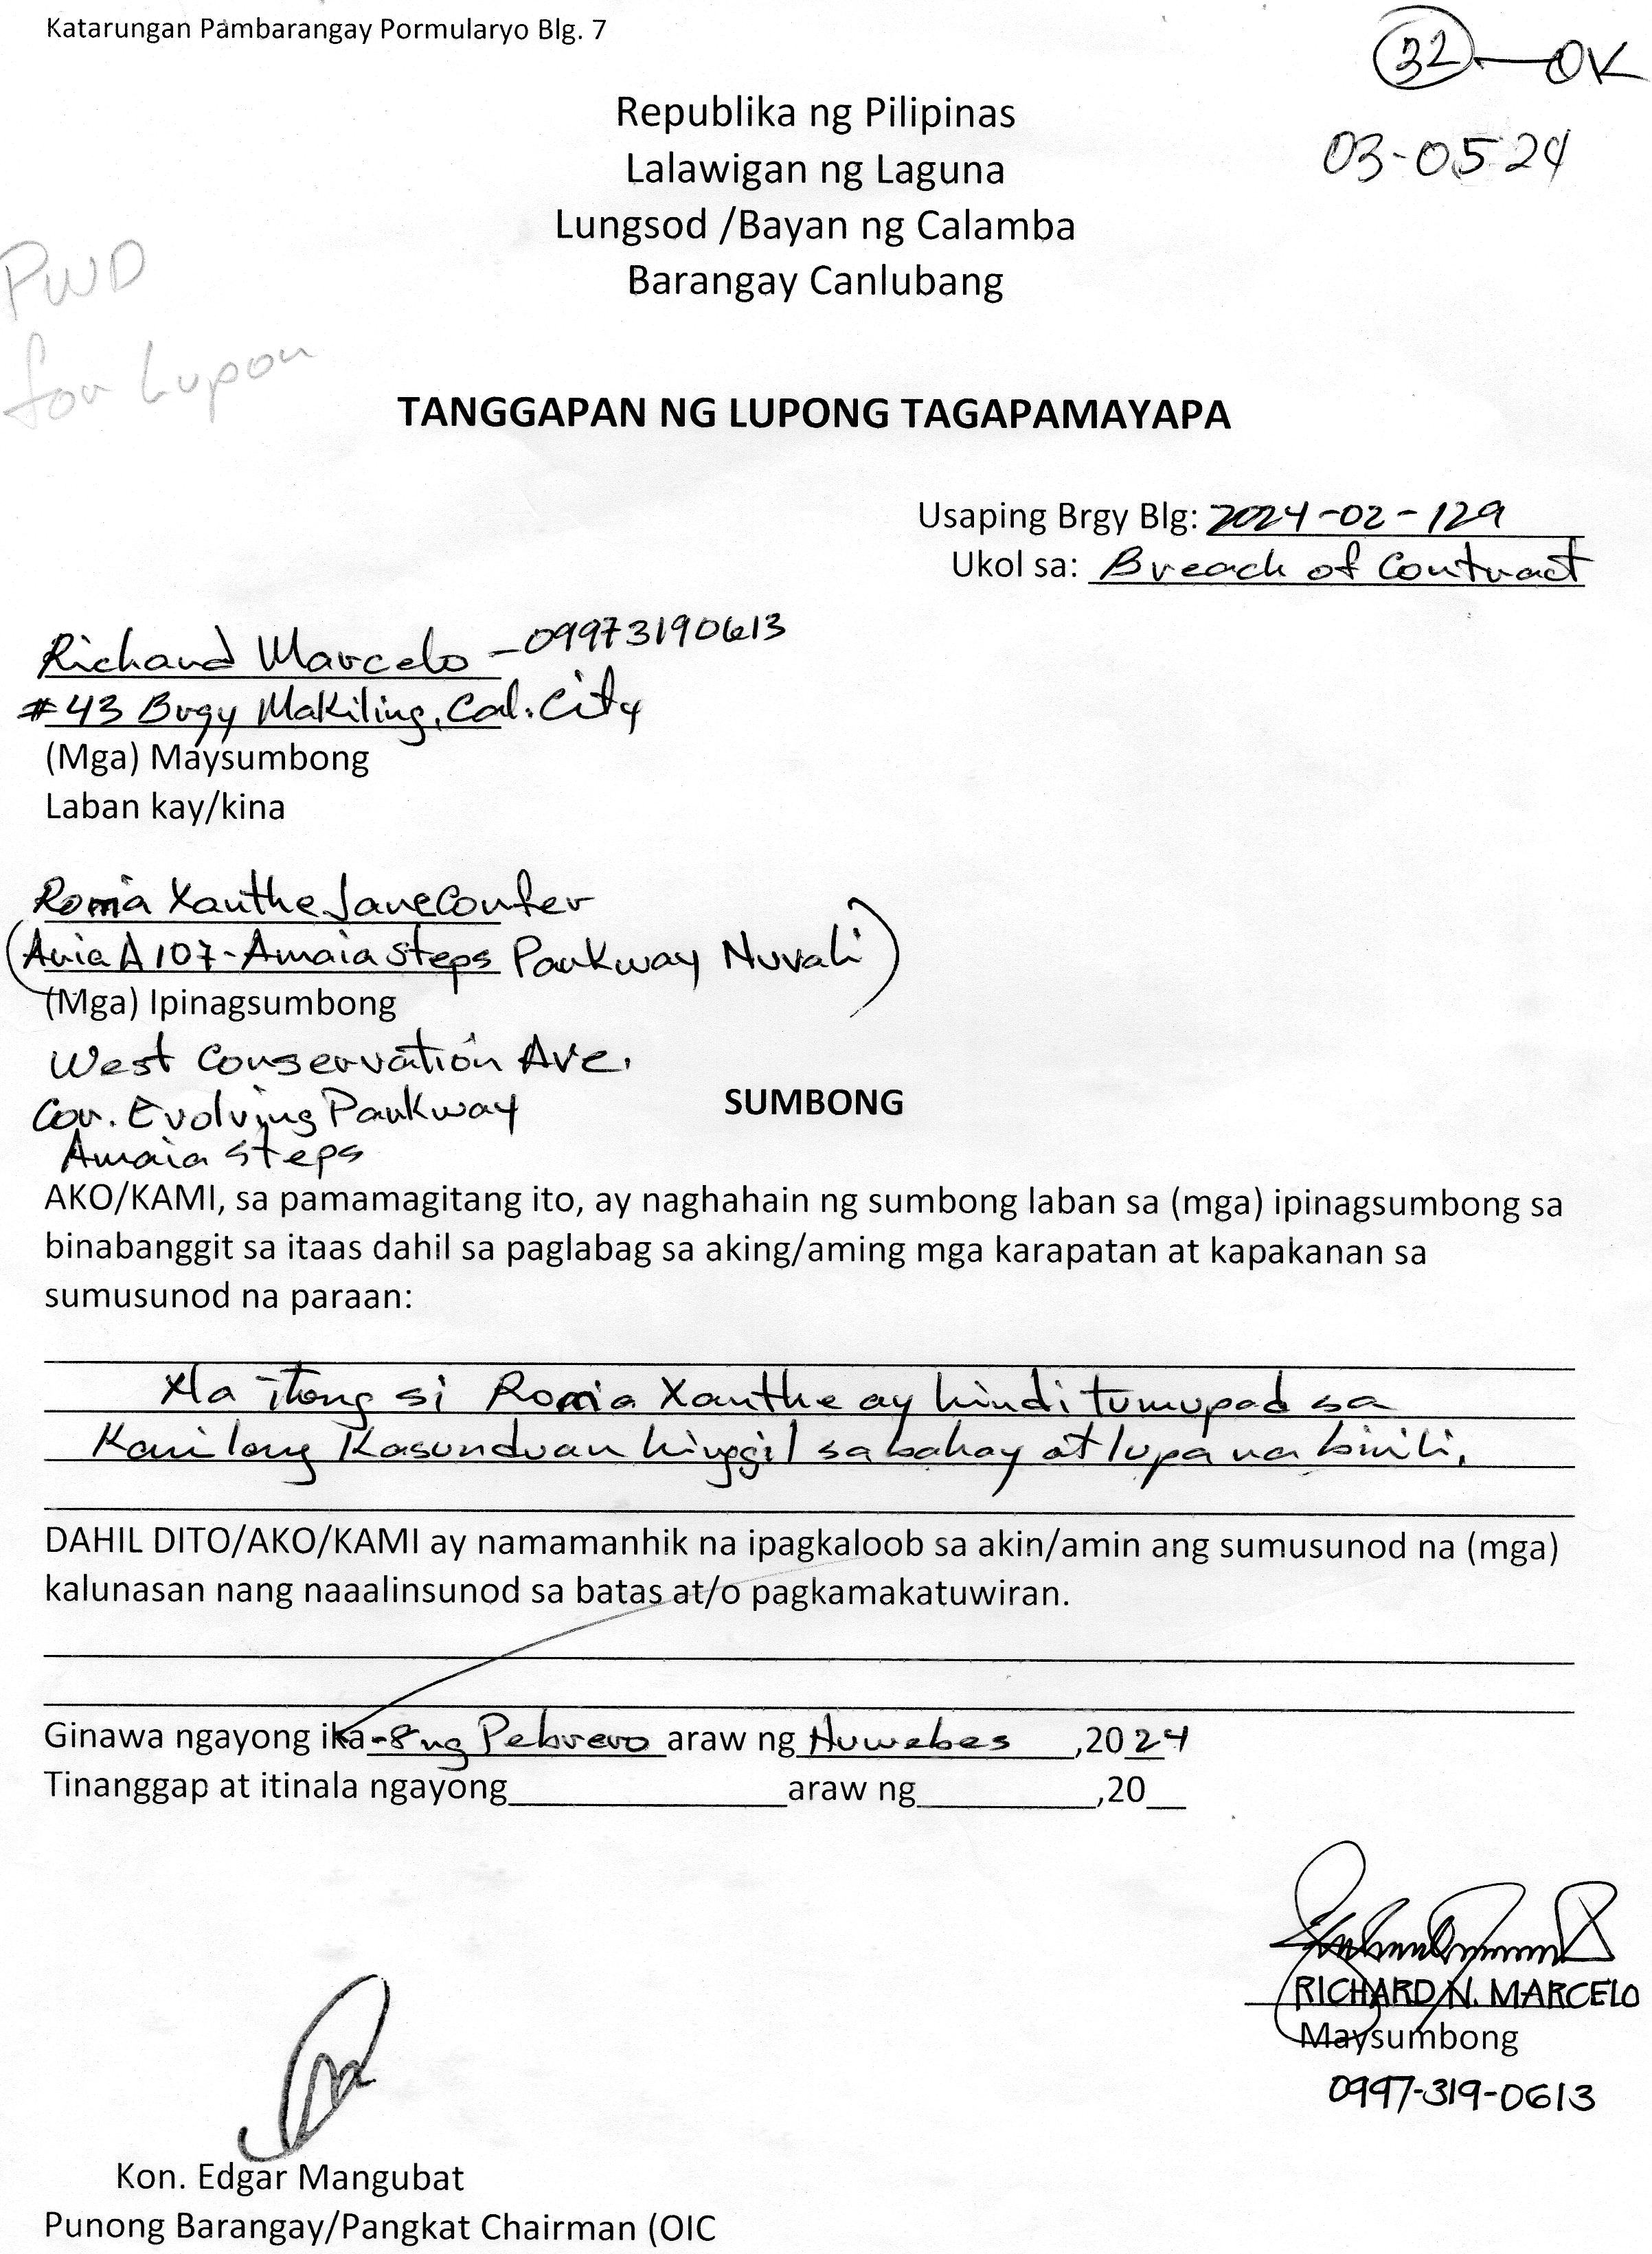 Katarungan Pambarangay Pormularyo Blg. 7
32 — OK
03-05 24
Republika ng Pilipinas
Lalawigan ng Laguna
Lungsod /Bayan ng Calamba
Barangay Canlubang
PWD
for Lupon
TANGGAPAN NG LUPONG TAGAPAMAYAPA
Usaping Brgy Blg: 2024-02-129
Ukol sa: Breach of Contract
Richard Marcelo - 09973190613
#43 Brgy Makiling, Cal. City
(Mga) Maysumbong
Laban kay/kina
Romia Xanthe Jane Confer
(Aria A 107-Amaia Steps Parkway Nuvali)
(Mga) Ipinagsumbong
West Conservation Ave.
Cor. Evolving Parkway
Amaia Steps
SUMBONG
AKO/KAMI, sa pamamagitang ito, ay naghahain ng sumbong laban sa (mga) ipinagsumbong sa
binabanggit sa itaas dahil sa paglabag sa aking/aming mga karapatan at kapakanan sa
sumusunod na paraan:
Na itong si Romia Xanthe ay hindi tumupad sa
Kanilang Kasunduan hinggil sa bahay at lupa na binili.
DAHIL DITO/AKO/KAMI ay namamanhik na ipagkaloob sa akin/amin ang sumusunod na (mga)
kalunasan nang naaalinsunod sa batas at/o pagkamakatuwiran.
Ginawa ngayong ika-8 ng Pebrero araw ng Huwebes ,2024
Tinanggap at itinala ngayong______________araw ng_________,20__
RICHARD N. MARCELO
Maysumbong
0997-319-0613
Kon. Edgar Mangubat
Punong Barangay/Pangkat Chairman (OIC